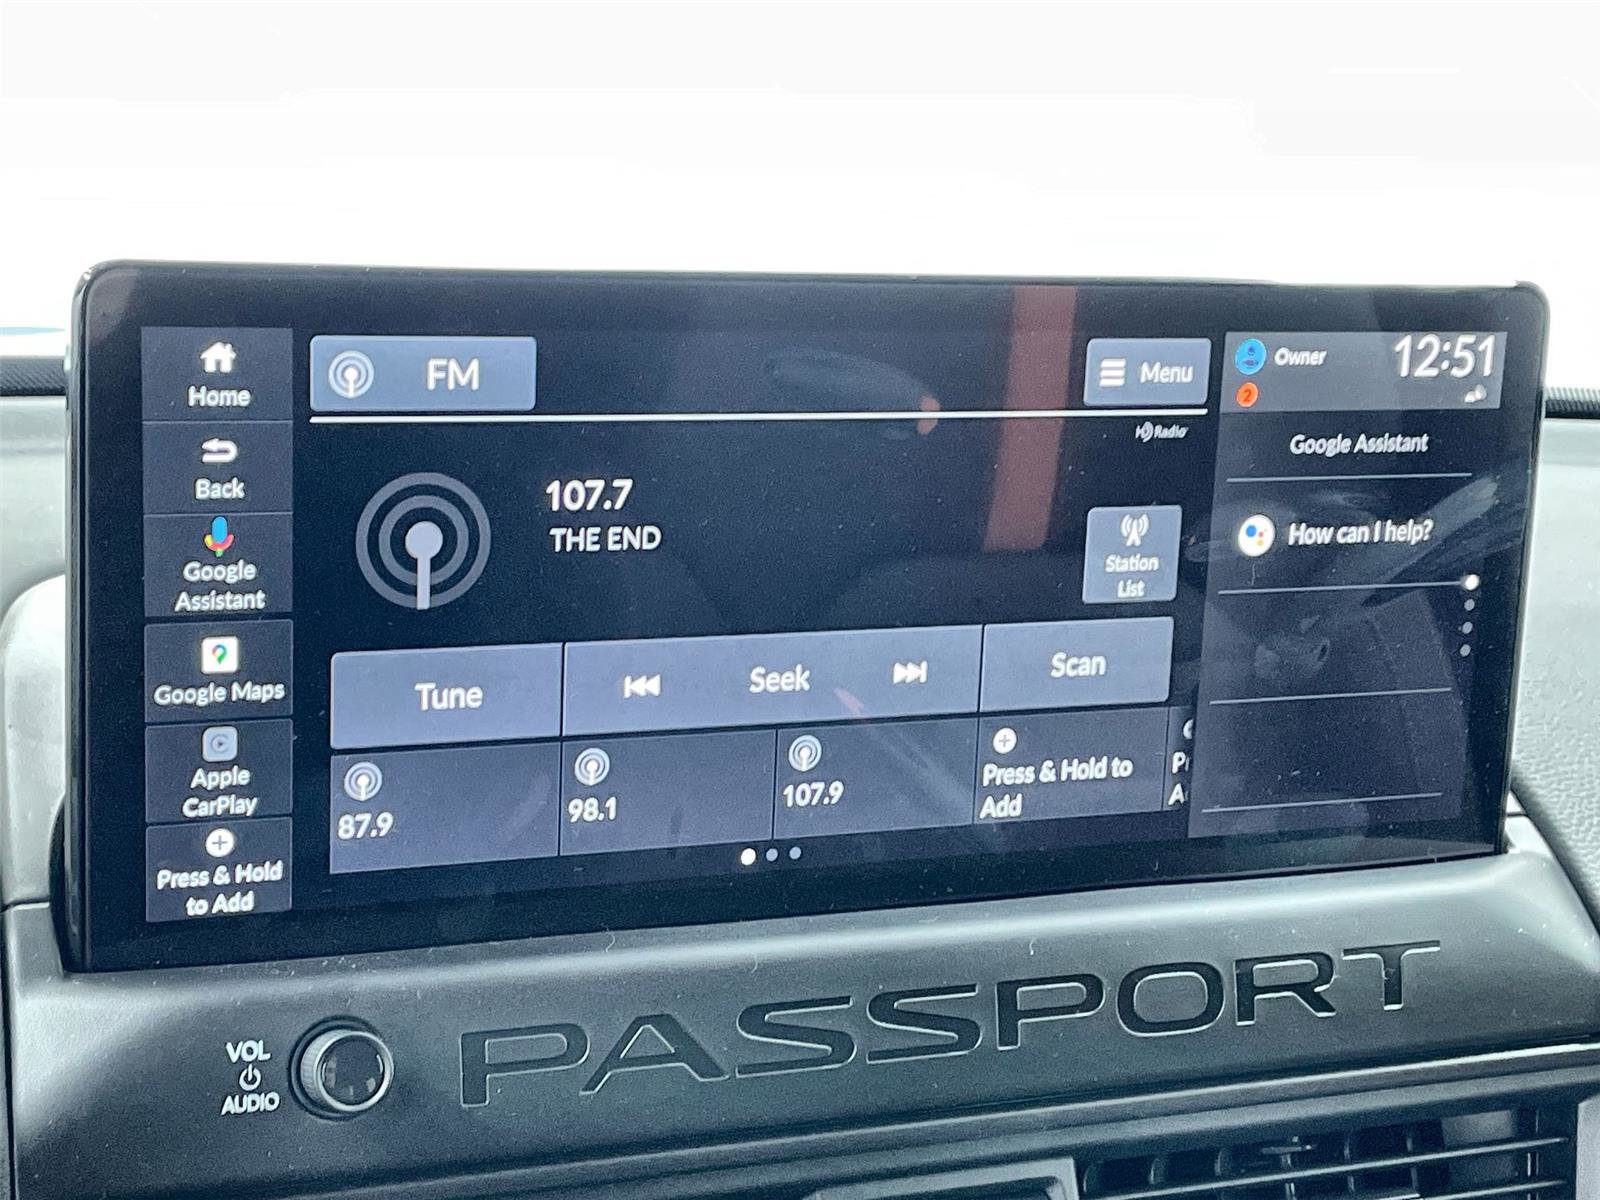 Home
Back
Google
Assistant
Google Maps
Apple
CarPlay
Press & Hold
to Add
FM
Menu
HD Radio
107.7
THE END
Station
List
Tune
Seek
Scan
87.9
98.1
107.9
Press & Hold to
Add
Owner
2
12:51
Google Assistant
How can I help?
VOL
AUDIO
PASSPORT